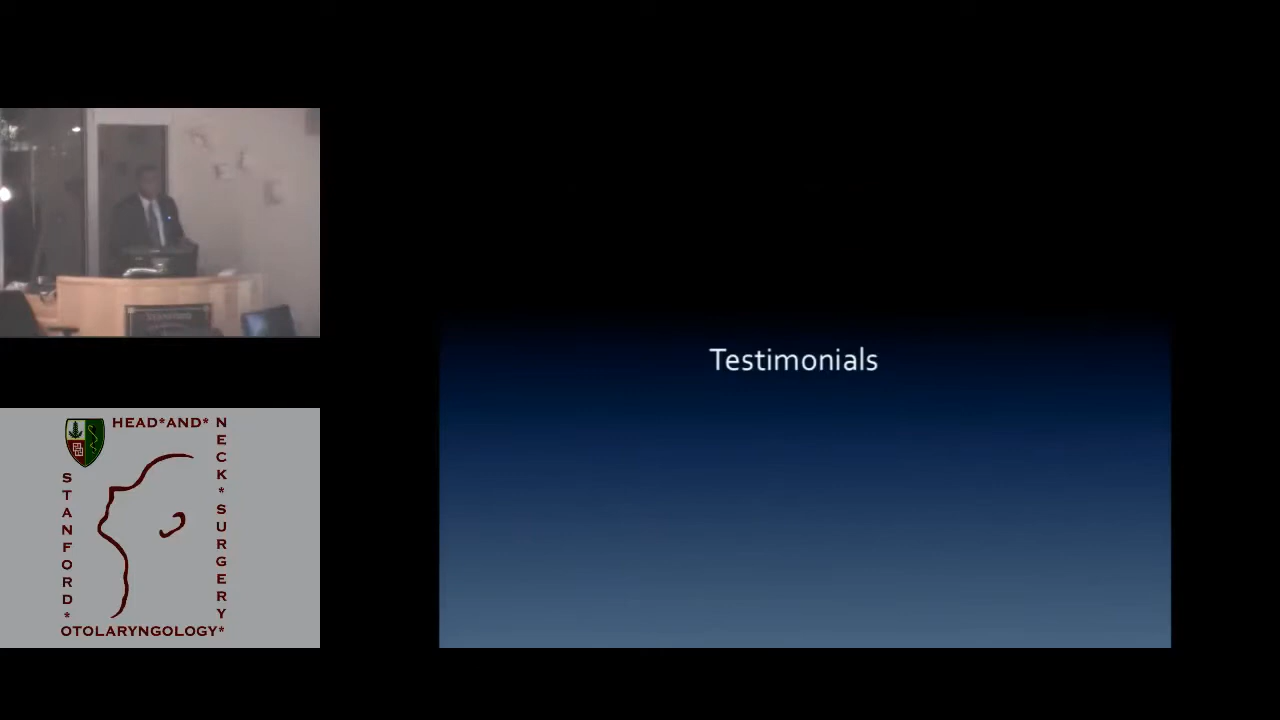 Testimonials
HEAD*AND*
NECK*SURGERY
STANFORD*
OTOLARYNGOLOGY*